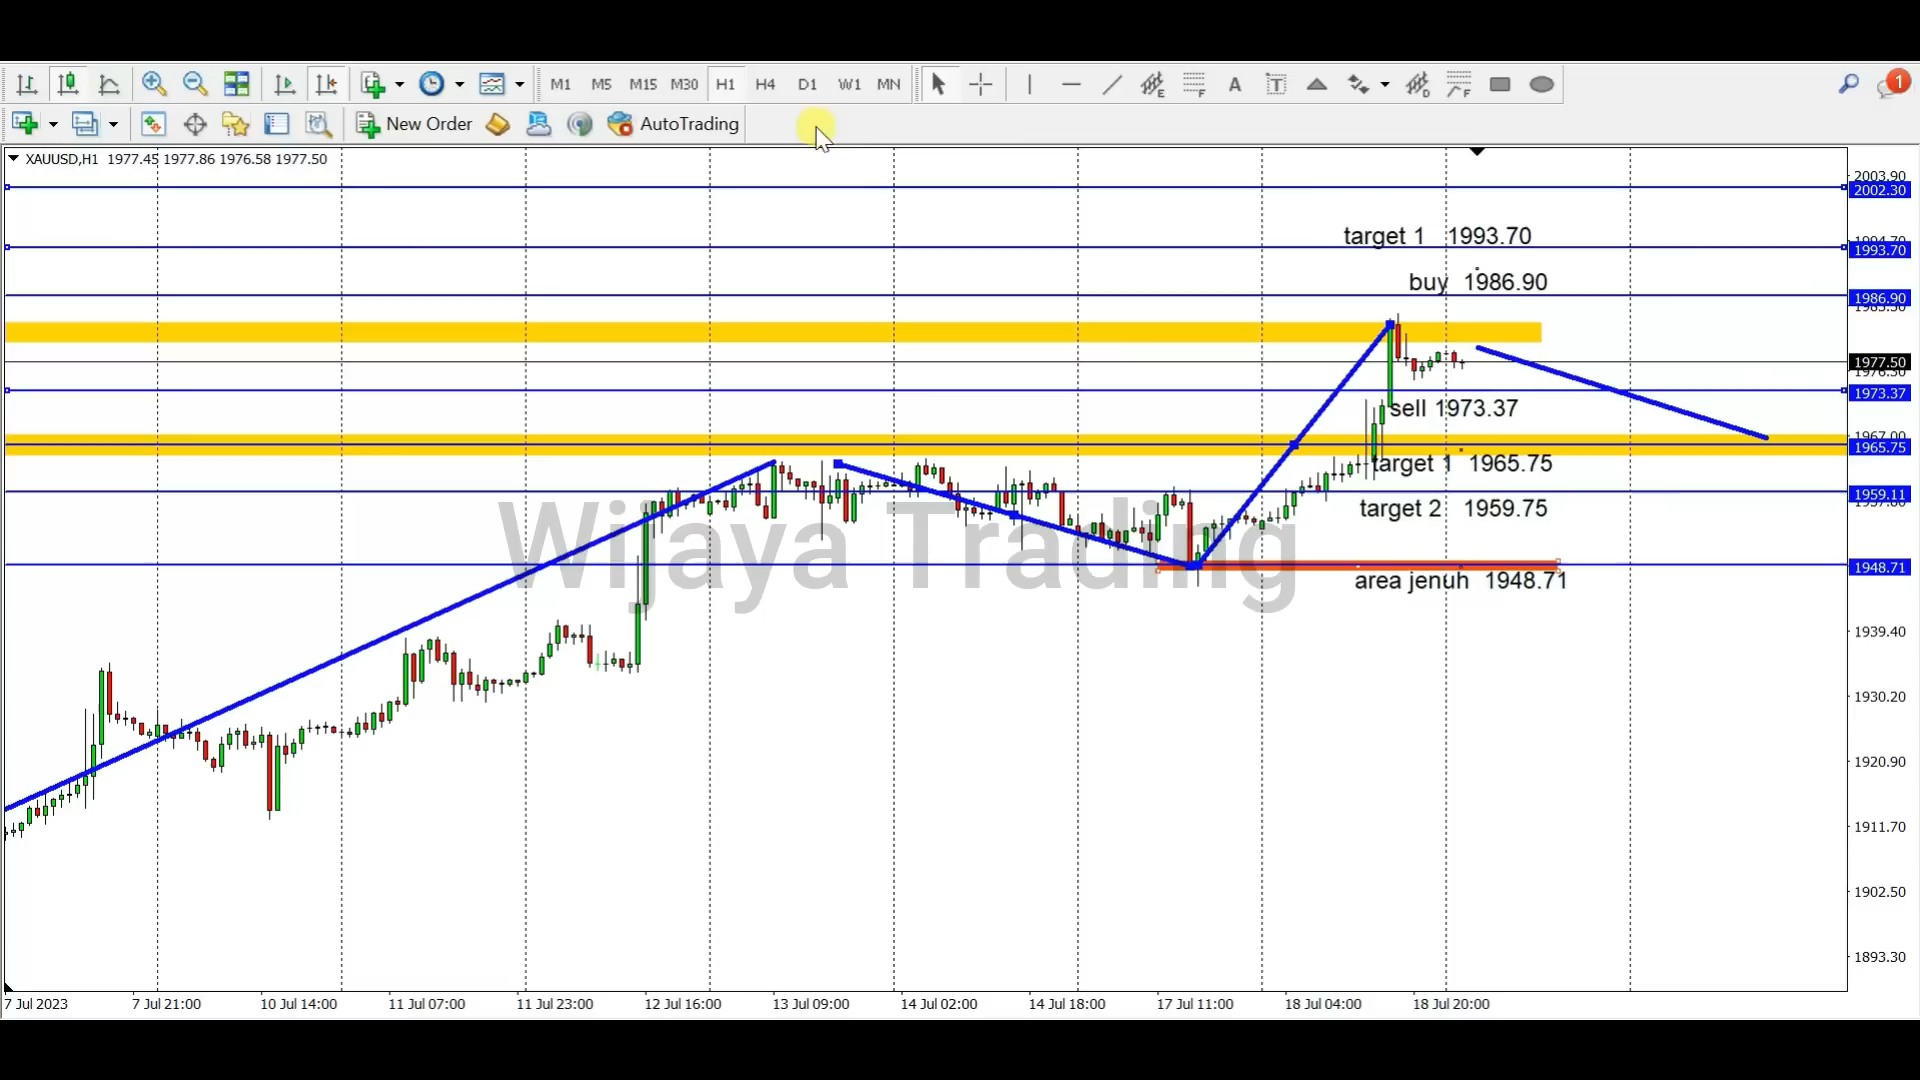 M1 M5 M15 M30 H1 H4 D1 W1 MN
A T E F D F 1
New Order AutoTrading
XAUUSD,H1 1977.45 1977.86 1976.58 1977.50
2003.90
2002.30
target 1 1993.70
1993.70
buy 1986.90
1986.90
1977.50
1976.30
1973.37
sell 1973.37
1967.00
1965.75
target 1 1965.75
1959.11
target 2 1959.75
Wijaya Trading
1948.71
area jenuh 1948.71
1939.40
1930.20
1920.90
1911.70
1902.50
1893.30
7 Jul 2023 7 Jul 21:00 10 Jul 14:00 11 Jul 07:00 11 Jul 23:00 12 Jul 16:00 13 Jul 09:00 14 Jul 02:00 14 Jul 18:00 17 Jul 11:00 18 Jul 04:00 18 Jul 20:00